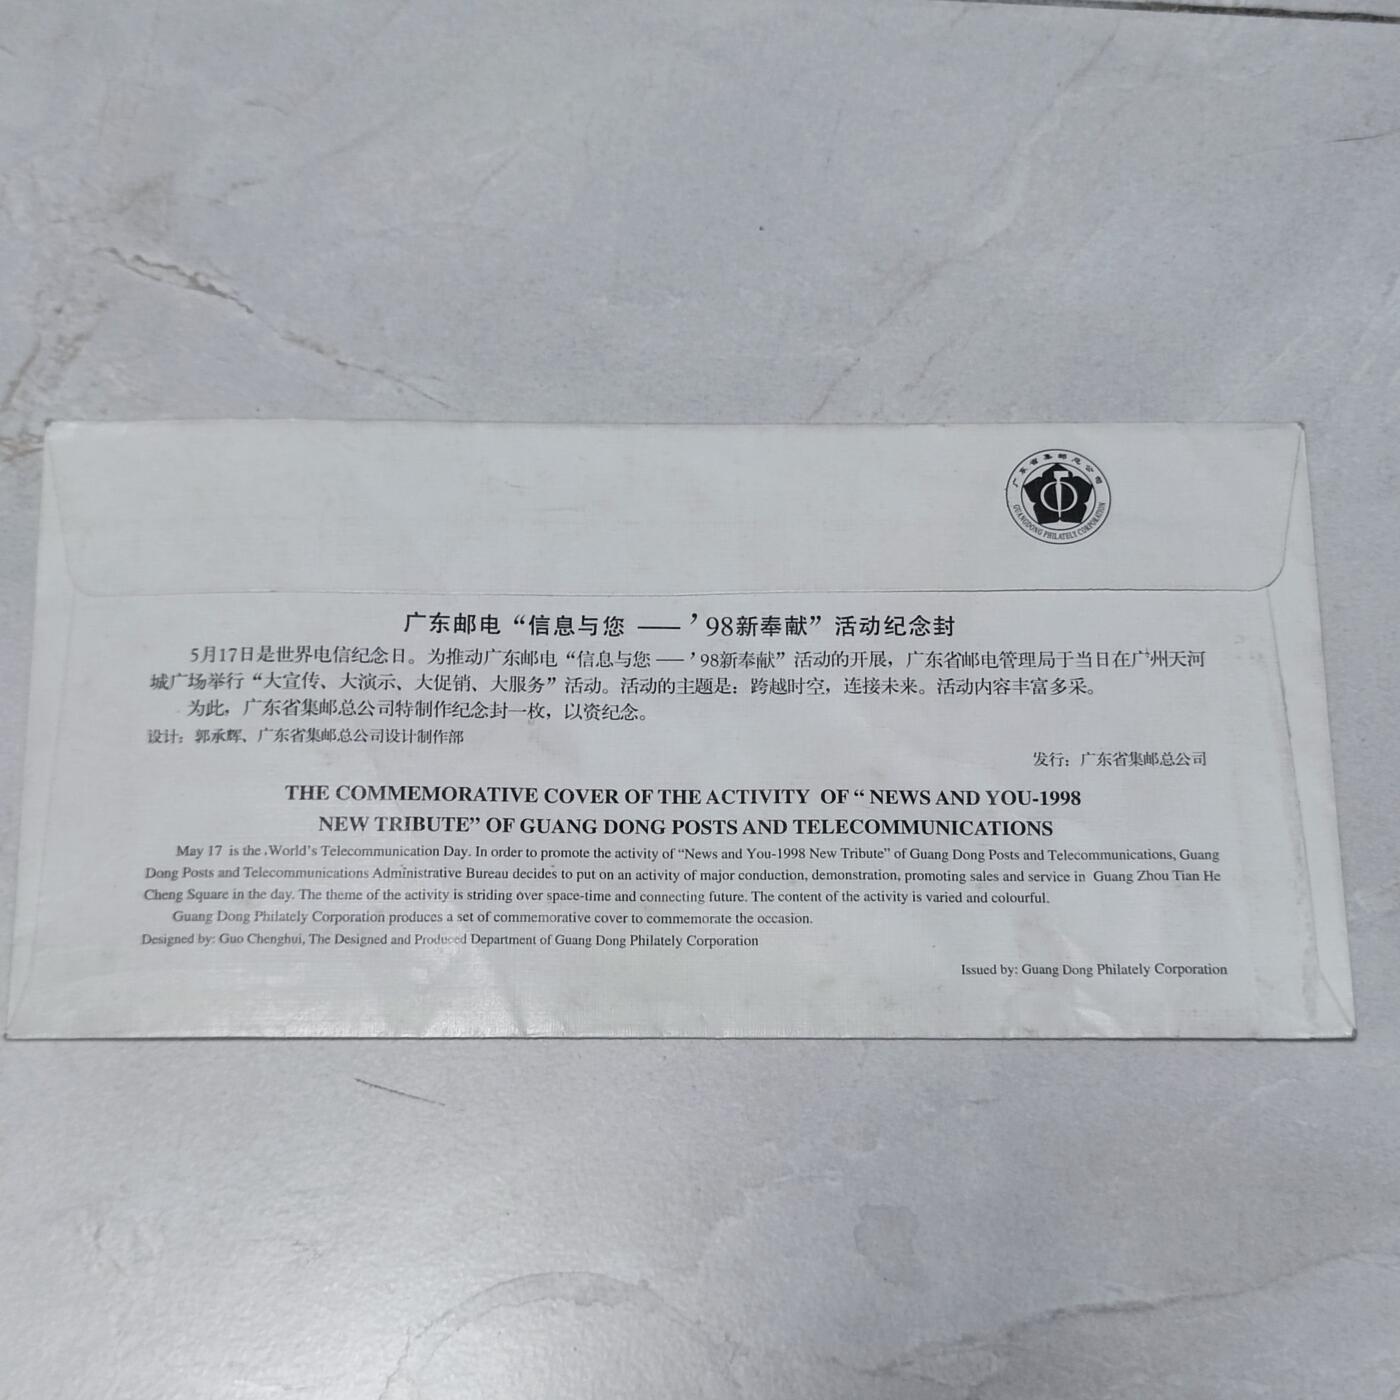 广东省集邮总公司
GUANGDONG PHILATELY CORPORATION
广东邮电“信息与您 —— ’98新奉献”活动纪念封
5月17日是世界电信纪念日。为推动广东邮电“信息与您 —— ’98新奉献”活动的开展，广东省邮电管理局于当日在广州天河
城广场举行“大宣传、大演示、大促销、大服务”活动。活动的主题是：跨越时空，连接未来。活动内容丰富多采。
为此，广东省集邮总公司特制作纪念封一枚，以资纪念。
设计：郭承辉、广东省集邮总公司设计制作部
发行：广东省集邮总公司
THE COMMEMORATIVE COVER OF THE ACTIVITY OF “ NEWS AND YOU-1998
NEW TRIBUTE” OF GUANG DONG POSTS AND TELECOMMUNICATIONS
May 17 is the .World’s Telecommunication Day. In order to promote the activity of “News and You-1998 New Tribute” of Guang Dong Posts and Telecommunications, Guang
Dong Posts and Telecommunications Administrative Bureau decides to put on an activity of major conduction, demonstration, promoting sales and service in Guang Zhou Tian He
Cheng Square in the day. The theme of the activity is striding over space-time and connecting future. The content of the activity is varied and colourful.
Guang Dong Philately Corporation produces a set of commemorative cover to commemorate the occasion.
Designed by: Guo Chenghui, The Designed and Produced Department of Guang Dong Philately Corporation
Issued by: Guang Dong Philately Corporation